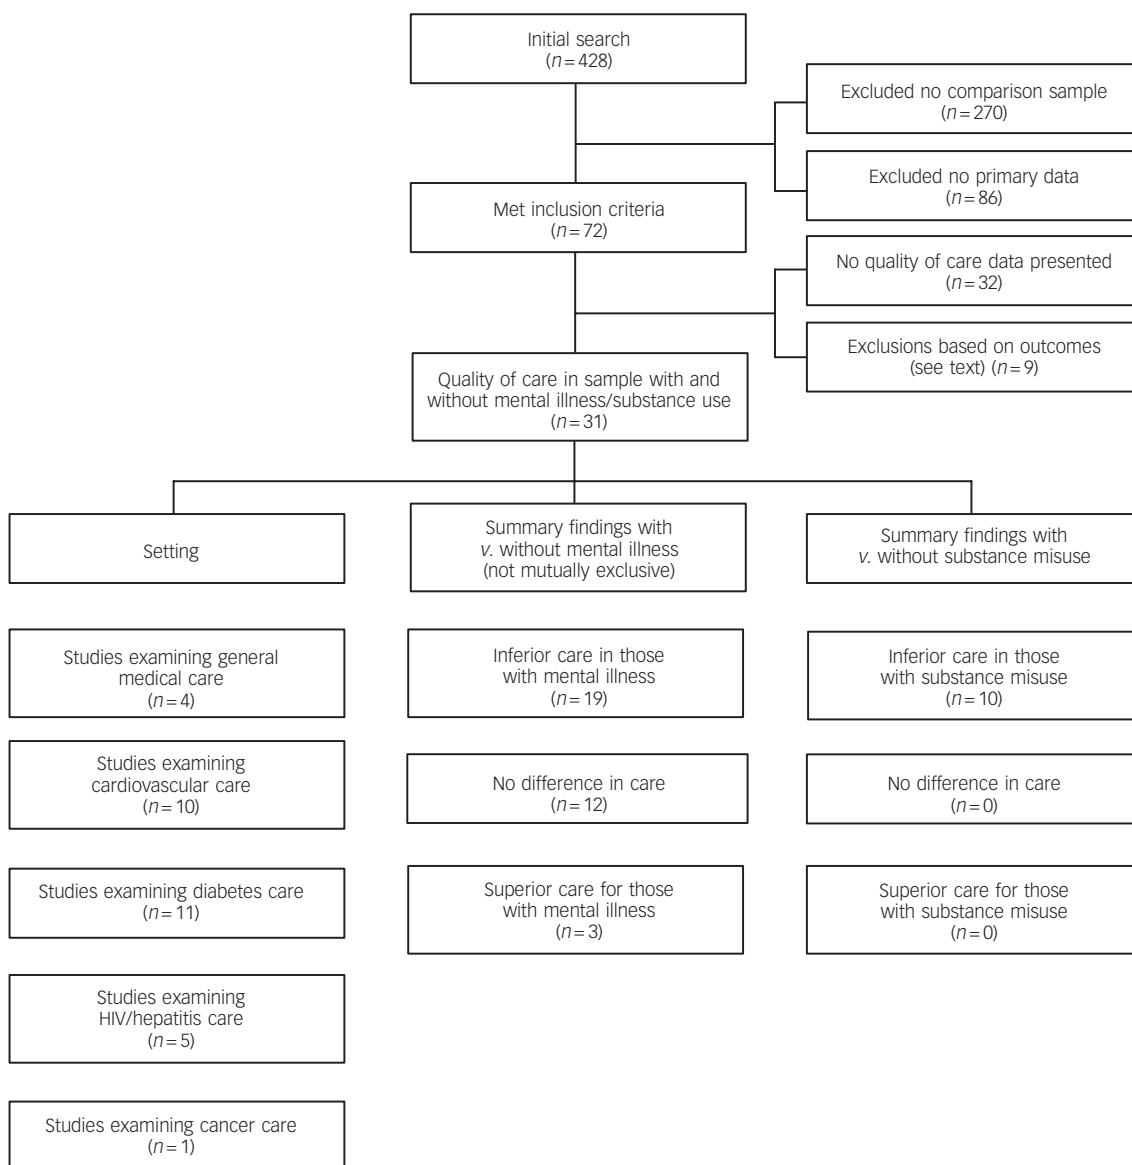 Initial search
(n=428)
Excluded no comparison sample
(n=270)
Excluded no primary data
(n=86)
Met inclusion criteria
(n=72)
No quality of care data presented
(n=32)
Exclusions based on outcomes
(see text) (n=9)
Quality of care in sample with and
without mental illness/substance use
(n=31)
Setting
Summary findings with
v. without mental illness
(not mutually exclusive)
Summary findings with
v. without substance misuse
Studies examining general
medical care
(n=4)
Inferior care in those
with mental illness
(n=19)
Inferior care in those
with substance misuse
(n=10)
Studies examining
cardiovascular care
(n=10)
No difference in care
(n=12)
No difference in care
(n=0)
Studies examining diabetes care
(n=11)
Superior care for those
with mental illness
(n=3)
Superior care for those
with substance misuse
(n=0)
Studies examining
HIV/hepatitis care
(n=5)
Studies examining cancer care
(n=1)